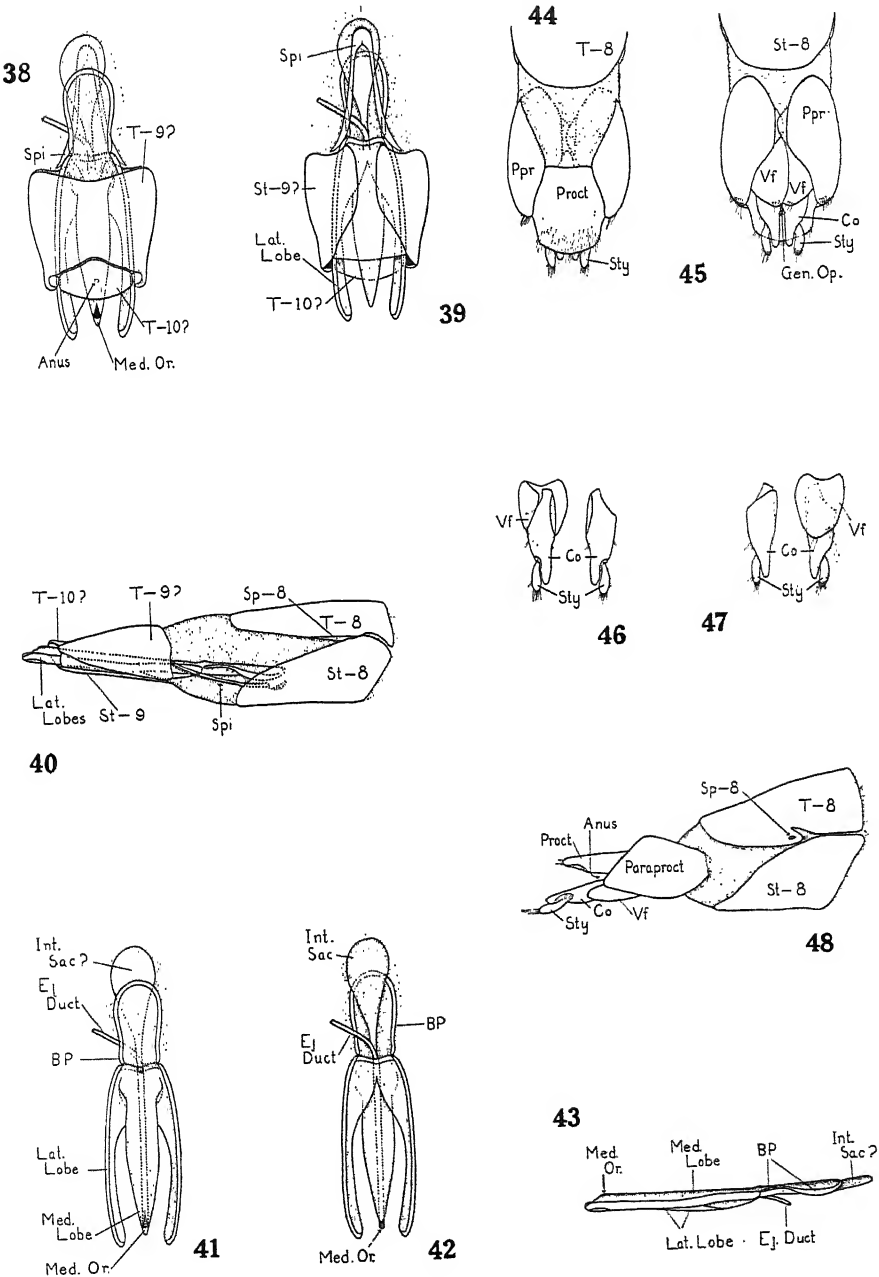 38
Spi
T-9?
T-10?
Anus
Med. Or.
Spi
St-9?
Lat.
Lobe
T-10?
39
44
T-8
Ppr
Proct
Sty
St-8
Ppr
Vf
Vf
Co
Sty
Gen. Op.
45
T-10?
T-9?
Sp-8
T-8
St-8
Lat.
Lobes
St-9
Spi
40
Vf
Co
Sty
46
Co
Vf
Sty
47
Sp-8
T-8
Anus
Proct.
Paraproct
St-8
Vf
Co
Sty
48
Int.
Sac?
Ej
Duct
BP
Lat.
Lobe
Med.
Lobe
Med. Or.
41
Int.
Sac
BP
Ej.
Duct
Med. Or.
42
43
Med.
Or.
Med.
Lobe
BP
Int.
Sac?
Lat. Lobe
Ej. Duct